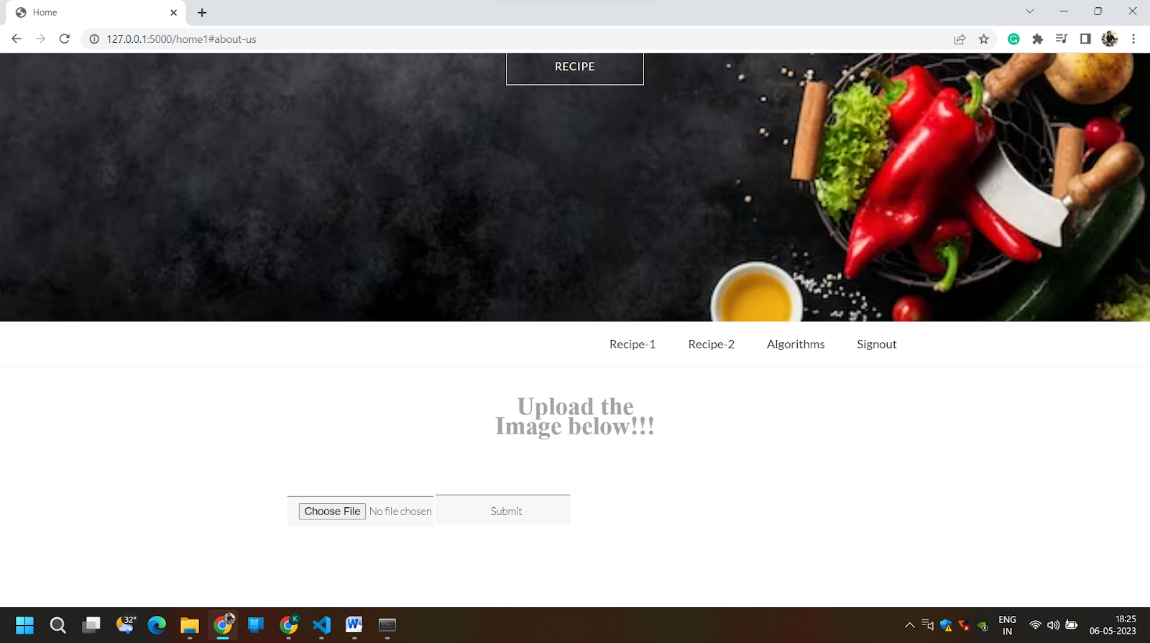 Home
127.0.0.1:5000/home1#about-us
RECIPE
Recipe-1 Recipe-2 Algorithms Signout
Upload the
Image below!!!
Choose File No file chosen Submit
32°
ENG 18:25
IN 06-05-2023